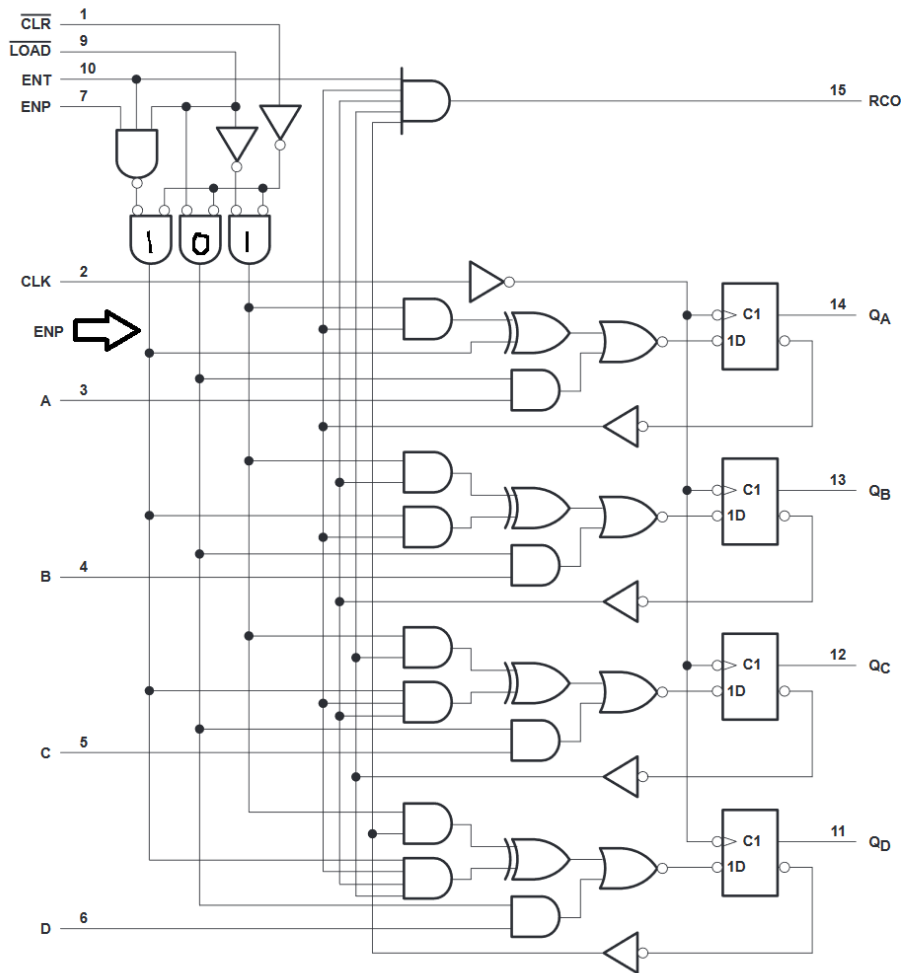 CLR 1
LOAD 9
ENT 10
ENP 7
15 RCO
1 0 1
CLK 2
C1 14 QA
ENP
1D
A 3
C1 13 QB
1D
B 4
C1 12 QC
1D
C 5
C1 11 QD
1D
D 6